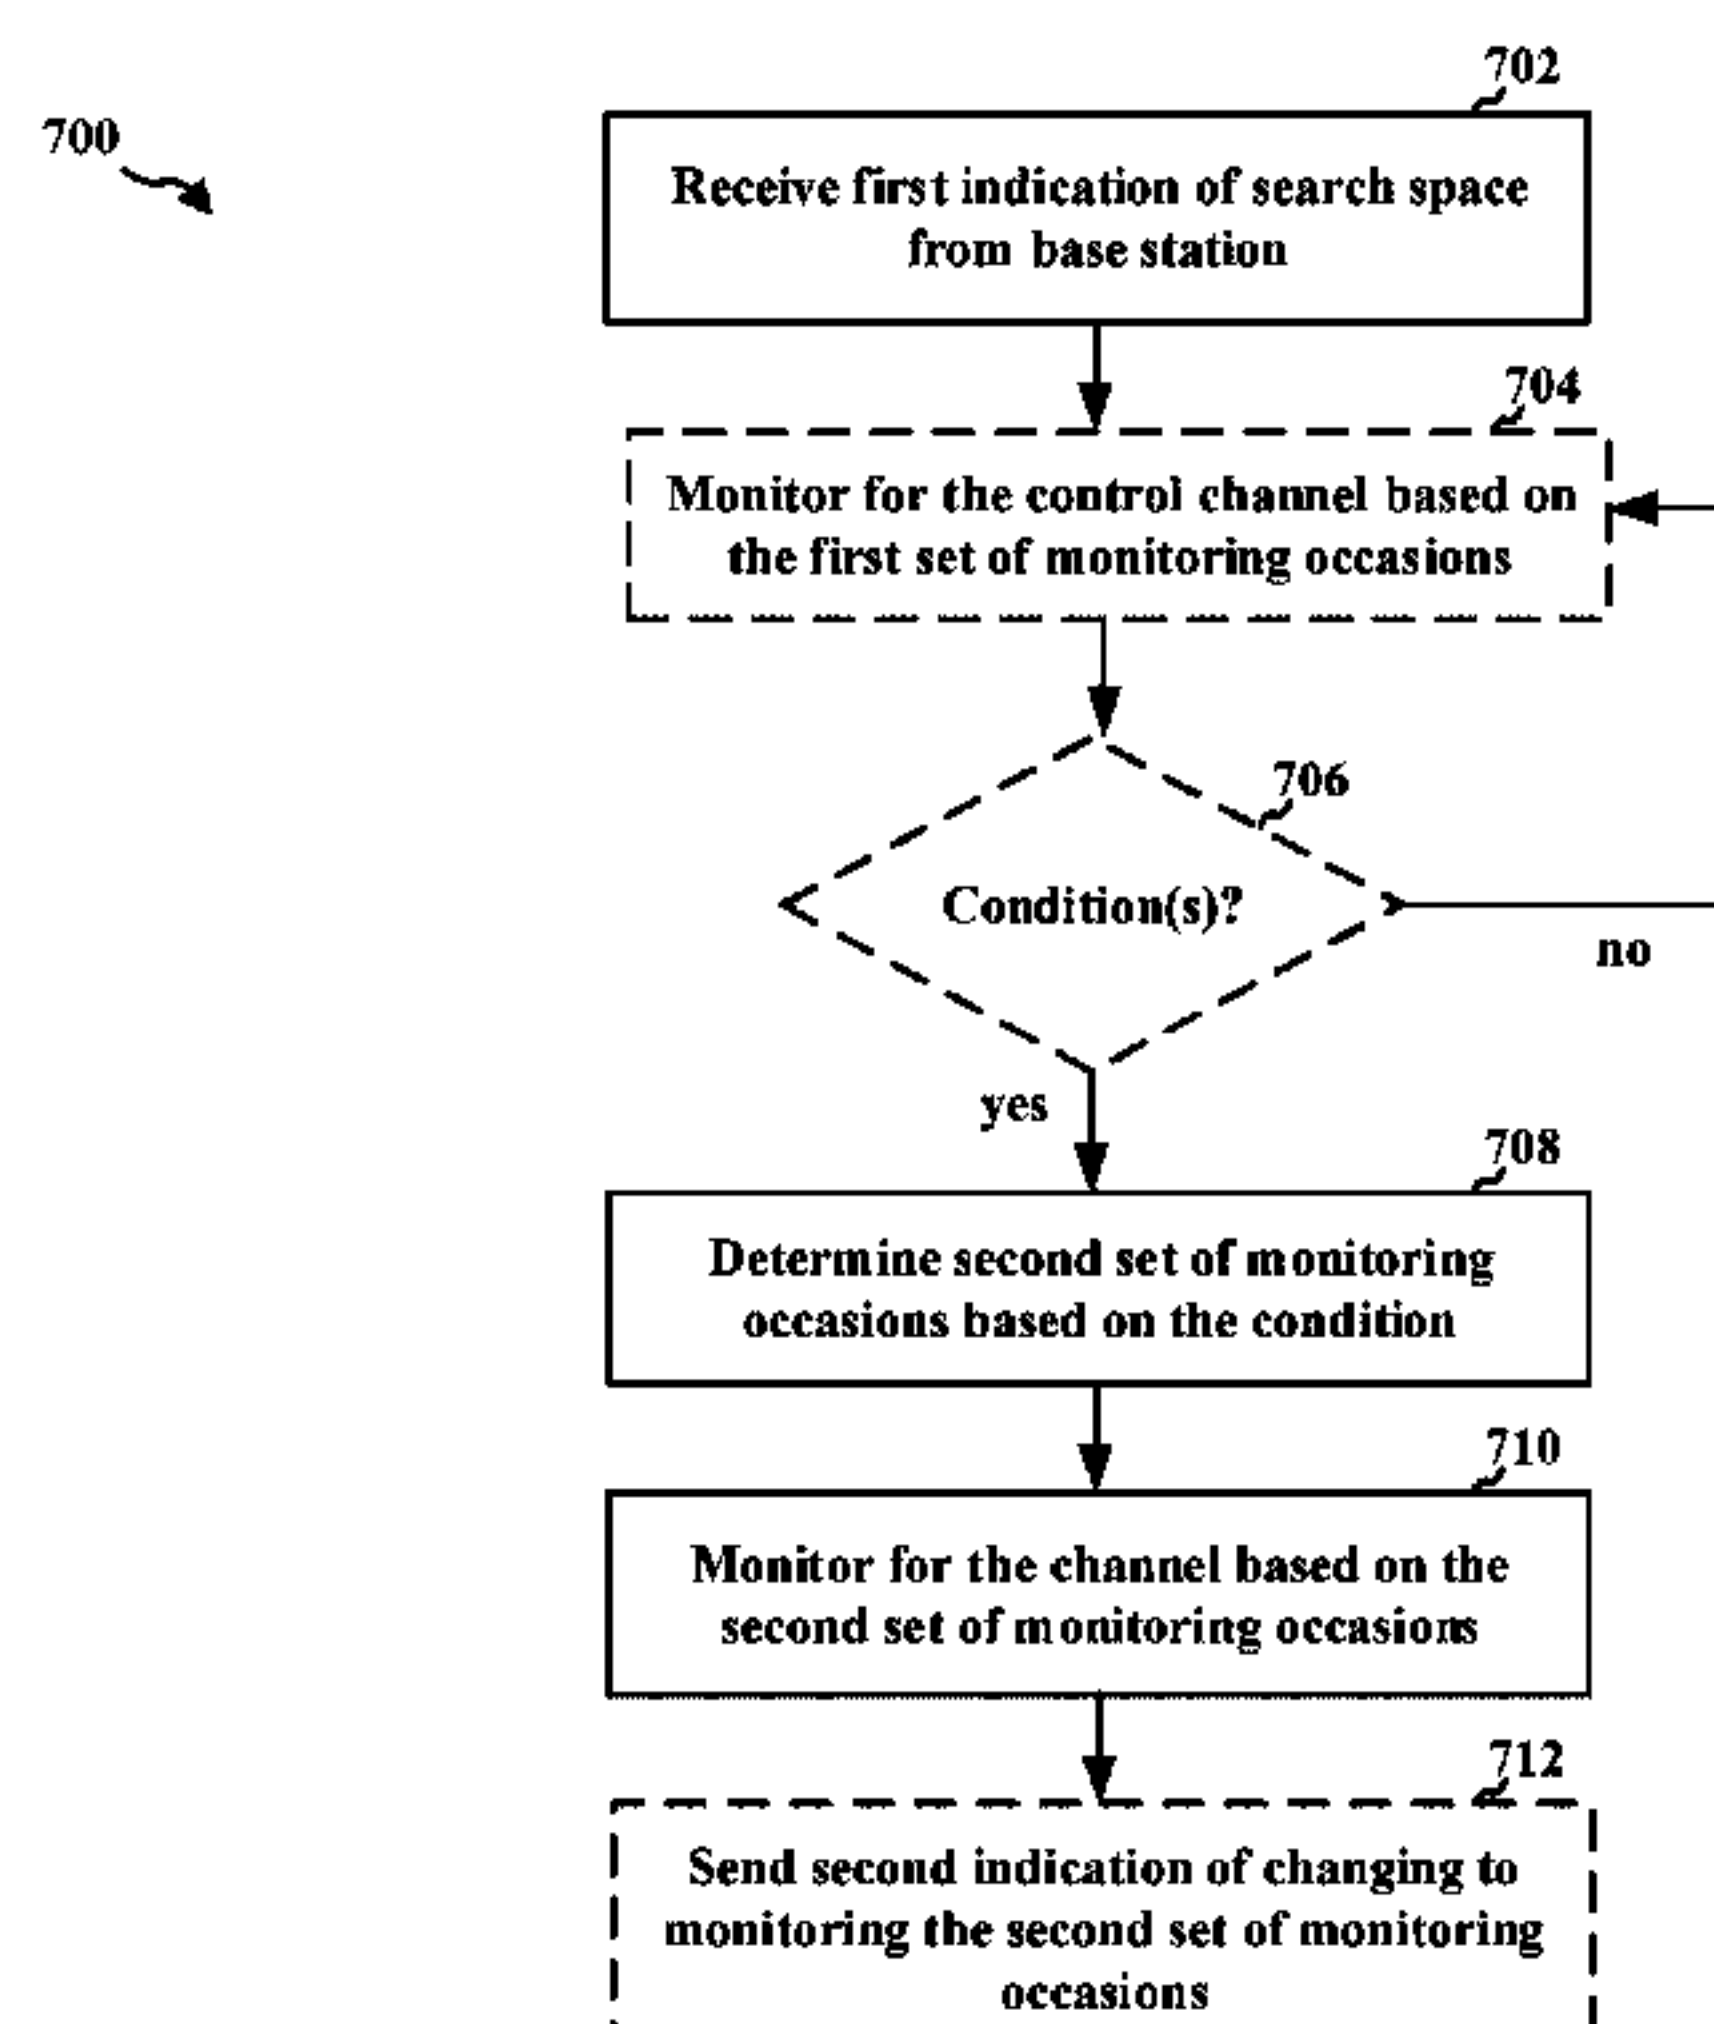 702
700
Receive first indication of search space
from base station
704
Monitor for the control channel based on
the first set of monitoring occasions
706
Condition(s)?
no
yes
708
Determine second set of monitoring
occasions based on the condition
710
Monitor for the channel based on the
second set of monitoring occasions
712
Send second indication of changing to
monitoring the second set of monitoring
occasions